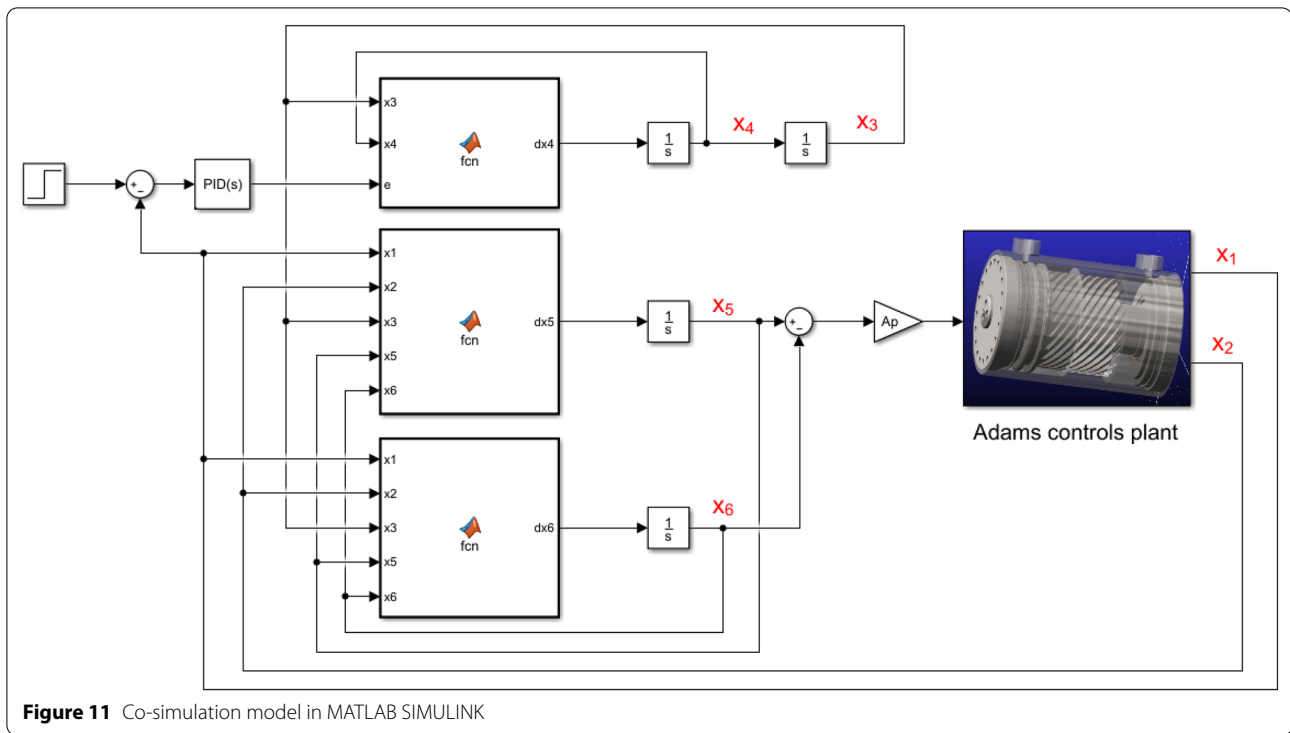 x3
x4
e
fcn
dx4
1
s
x₄
1
s
x₃
+
−
PID(s)
x1
x2
x3
x5
x6
fcn
dx5
1
s
x₅
+
−
Ap
x₁
x₂
Adams controls plant
x1
x2
x3
x5
x6
fcn
dx6
1
s
x₆
Figure 11 Co-simulation model in MATLAB SIMULINK